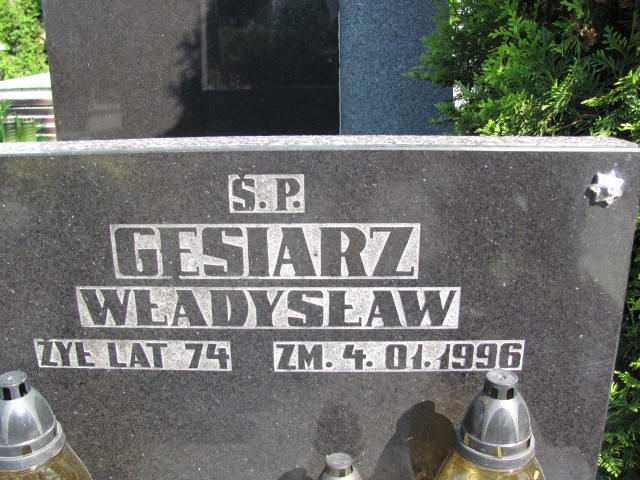 Ś.P.
GĘSIARZ
WŁADYSŁAW
ŻYŁ LAT 74 ZM. 4.01.1996